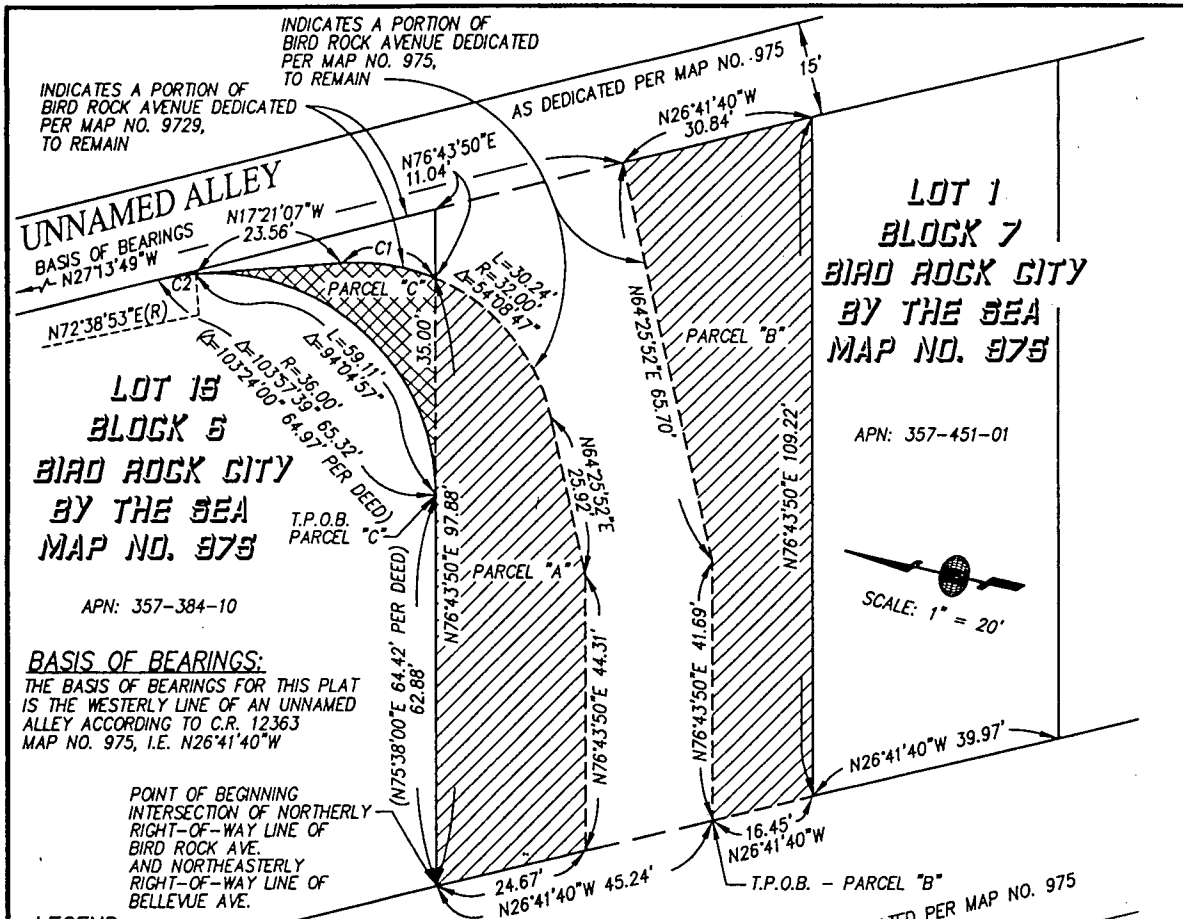 INDICATES A PORTION OF
BIRD ROCK AVENUE DEDICATED
PER MAP NO. 975,
TO REMAIN
INDICATES A PORTION OF
BIRD ROCK AVENUE DEDICATED
PER MAP NO. 9729,
TO REMAIN
AS DEDICATED PER MAP NO. 975
15'
N26°41'40"W
30.84'
N76°43'50"E
11.04'
UNNAMED ALLEY
BASIS OF BEARINGS
N27°13'49"W
N17°21'07"W
23.56'
C1
C2
PARCEL "C"
N72°38'53"E(R)
L=30.24'
R=32.00'
Δ=54°08'47"
35.00'
L=59.11'
Δ=94°04'57"
R=36.00'
Δ=103°57'39" 65.32'
(Δ=103°24'00" 64.97' PER DEED)
N64°25'52"E 65.70'
PARCEL "B"
LOT 1
BLOCK 7
BIRD ROCK CITY
BY THE SEA
MAP NO. 975
APN: 357-451-01
LOT 15
BLOCK 6
BIRD ROCK CITY
BY THE SEA
MAP NO. 975
APN: 357-384-10
T.P.O.B.
PARCEL "C"
N64°25'52"E
25.92'
PARCEL "A"
N76°43'50"E 97.88'
(N75°38'00"E 64.42' PER DEED)
62.88'
N76°43'50"E 44.31'
N76°43'50"E 41.69'
N76°43'50"E 109.22'
SCALE: 1" = 20'
BASIS OF BEARINGS:
THE BASIS OF BEARINGS FOR THIS PLAT
IS THE WESTERLY LINE OF AN UNNAMED
ALLEY ACCORDING TO C.R. 12363
MAP NO. 975, I.E. N26°41'40"W
POINT OF BEGINNING
INTERSECTION OF NORTHERLY
RIGHT-OF-WAY LINE OF
BIRD ROCK AVE.
AND NORTHEASTERLY
RIGHT-OF-WAY LINE OF
BELLEVUE AVE.
24.67'
N26°41'40"W 45.24'
16.45'
N26°41'40"W
N26°41'40"W 39.97'
T.P.O.B. - PARCEL "B"
PER MAP NO. 975